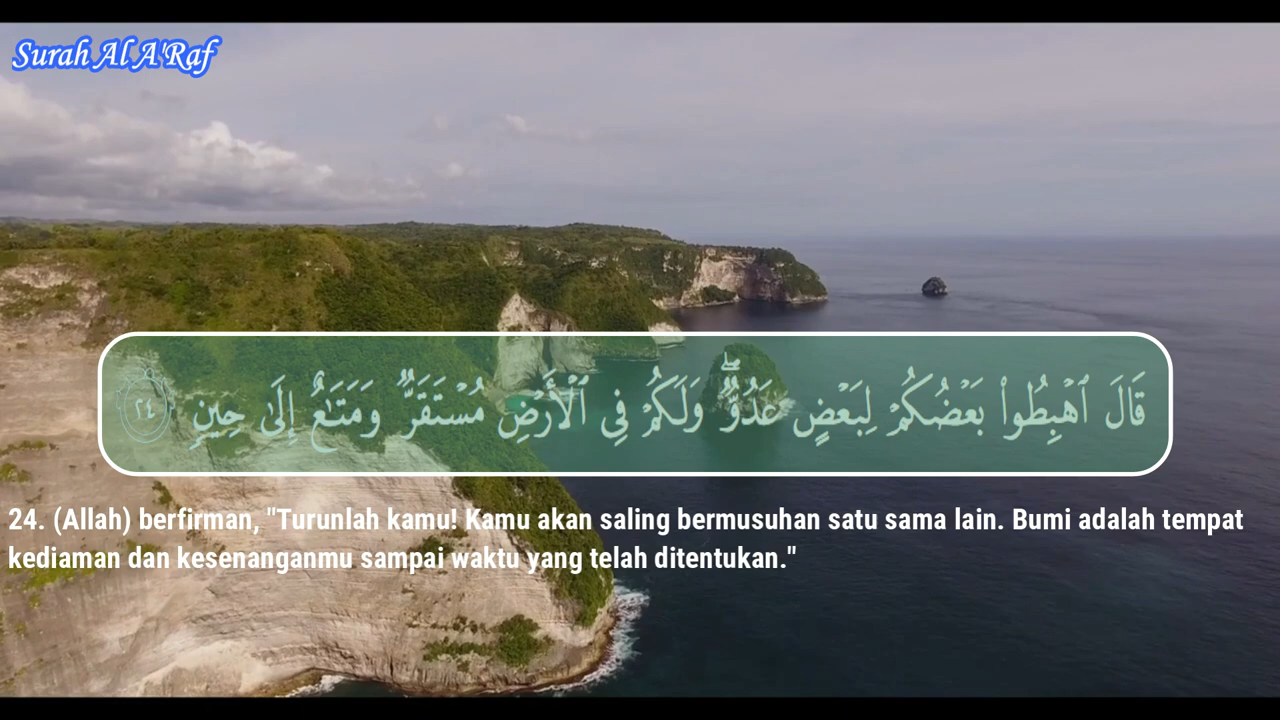 Surah Al A'Raf
قَالَ ٱهۡبِطُواْ بَعۡضُكُمۡ لِبَعۡضٍ عَدُوّٞۖ وَلَكُمۡ فِي ٱلۡأَرۡضِ مُسۡتَقَرّٞ وَمَتَٰعٌ إِلَىٰ حِينٖ ٢٤
24. (Allah) berfirman, "Turunlah kamu! Kamu akan saling bermusuhan satu sama lain. Bumi adalah tempat
kediaman dan kesenanganmu sampai waktu yang telah ditentukan."